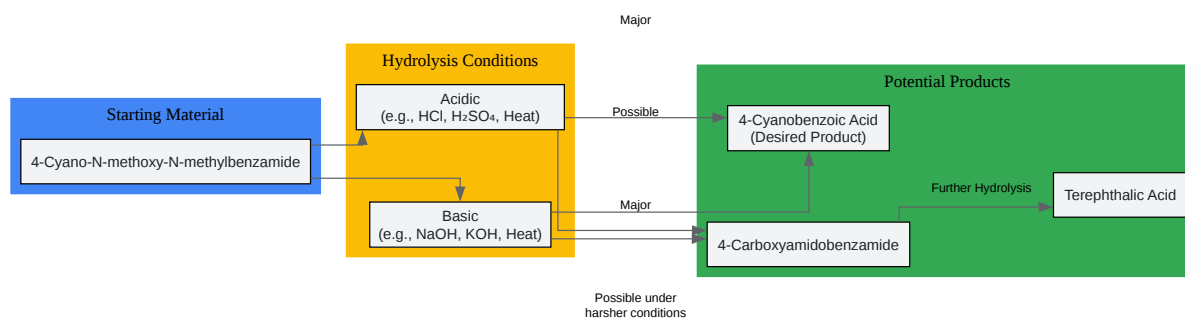 Major
Hydrolysis Conditions
Potential Products
Starting Material
Acidic
(e.g., HCl, H₂SO₄, Heat)
Possible
4-Cyanobenzoic Acid
(Desired Product)
4-Cyano-N-methoxy-N-methylbenzamide
Further Hydrolysis
Terephthalic Acid
Basic
(e.g., NaOH, KOH, Heat)
Major
4-Carboxyamidobenzamide
Possible under
harsher conditions